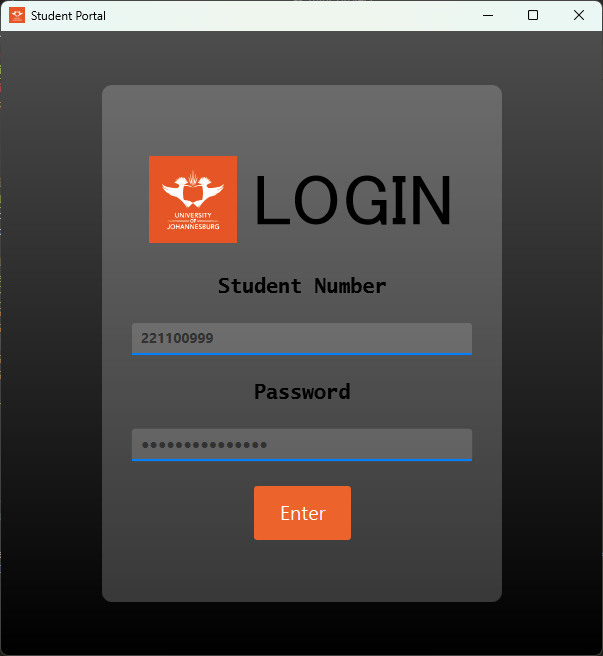 Student Portal
UNIVERSITY
OF
JOHANNESBURG
LOGIN
Student Number
221100999
Password
•••••••••••••••
Enter